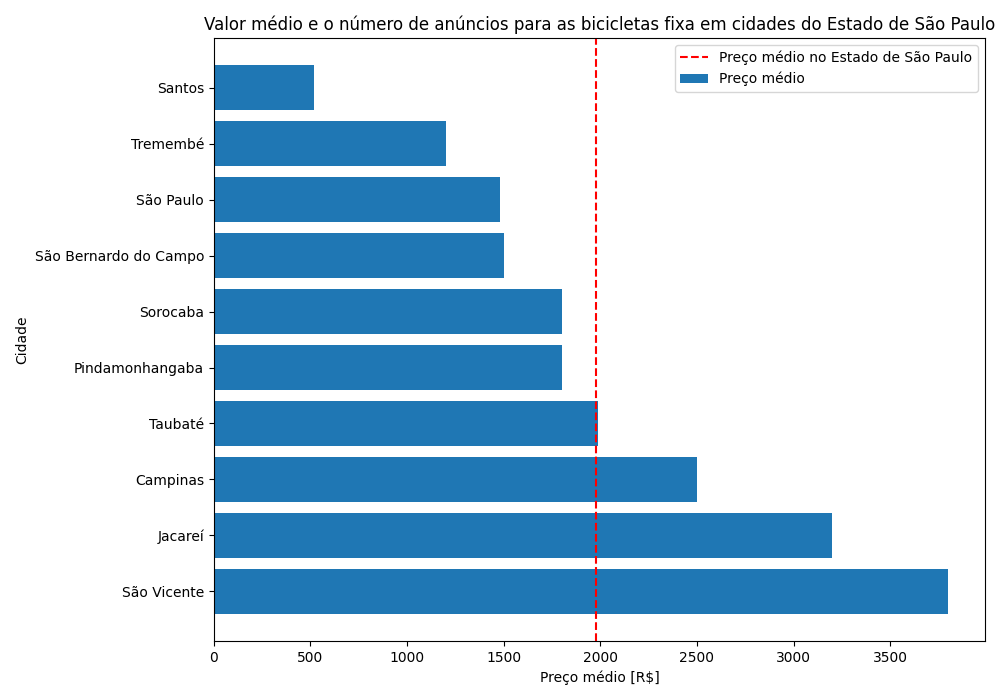 Valor médio e o número de anúncios para as bicicletas fixa em cidades do Estado de São Paulo
Preço médio no Estado de São Paulo
Preço médio
Cidade
Santos
Tremembé
São Paulo
São Bernardo do Campo
Sorocaba
Pindamonhangaba
Taubaté
Campinas
Jacareí
São Vicente
0 500 1000 1500 2000 2500 3000 3500
Preço médio [R$]